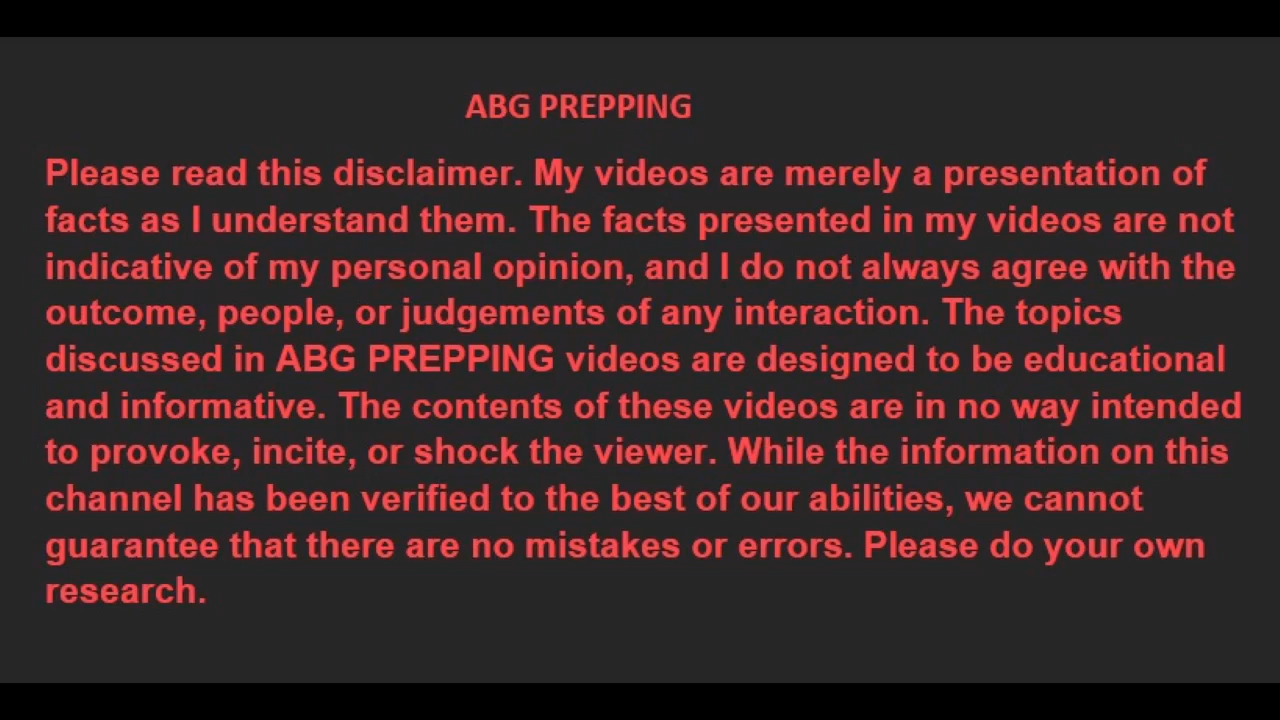 ABG PREPPING
Please read this disclaimer. My videos are merely a presentation of
facts as I understand them. The facts presented in my videos are not
indicative of my personal opinion, and I do not always agree with the
outcome, people, or judgements of any interaction. The topics
discussed in ABG PREPPING videos are designed to be educational
and informative. The contents of these videos are in no way intended
to provoke, incite, or shock the viewer. While the information on this
channel has been verified to the best of our abilities, we cannot
guarantee that there are no mistakes or errors. Please do your own
research.